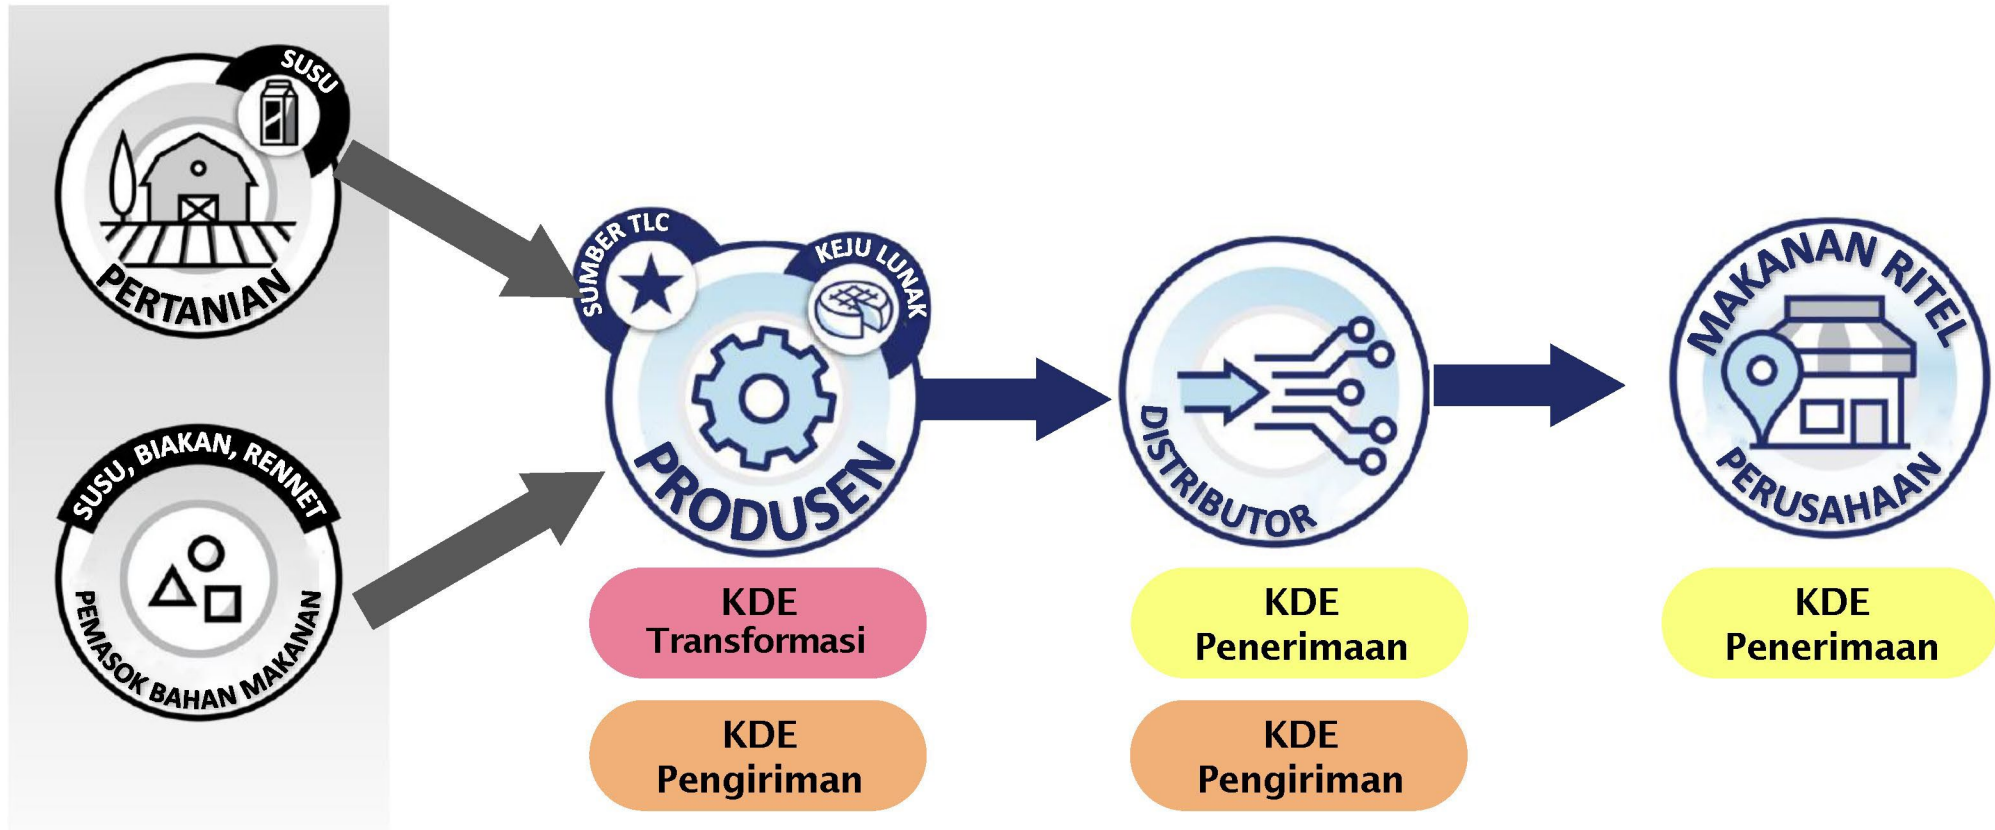 SUSU
PERTANIAN
SUSU, BIAKAN, RENNET
PEMASOK BAHAN MAKANAN
SUMBER TLC
KEJU LUNAK
PRODUSEN
KDE
Transformasi
KDE
Pengiriman
DISTRIBUTOR
KDE
Penerimaan
KDE
Pengiriman
MAKANAN RITEL
PERUSAHAAN
KDE
Penerimaan